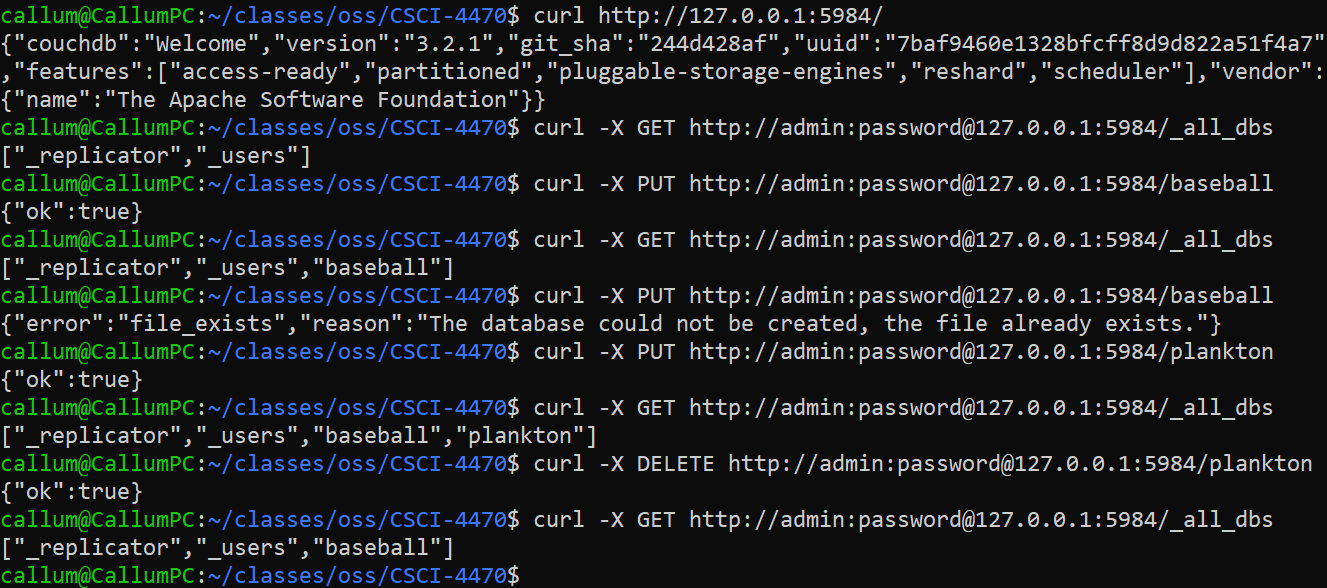 callum@CallumPC:~/classes/oss/CSCI-4470$ curl http://127.0.0.1:5984/
{"couchdb":"Welcome","version":"3.2.1","git_sha":"244d428af","uuid":"7baf9460e1328bfcff8d9d822a51f4a7"
,"features":["access-ready","partitioned","pluggable-storage-engines","reshard","scheduler"],"vendor":
{"name":"The Apache Software Foundation"}}
callum@CallumPC:~/classes/oss/CSCI-4470$ curl -X GET http://admin:password@127.0.0.1:5984/_all_dbs
["_replicator","_users"]
callum@CallumPC:~/classes/oss/CSCI-4470$ curl -X PUT http://admin:password@127.0.0.1:5984/baseball
{"ok":true}
callum@CallumPC:~/classes/oss/CSCI-4470$ curl -X GET http://admin:password@127.0.0.1:5984/_all_dbs
["_replicator","_users","baseball"]
callum@CallumPC:~/classes/oss/CSCI-4470$ curl -X PUT http://admin:password@127.0.0.1:5984/baseball
{"error":"file_exists","reason":"The database could not be created, the file already exists."}
callum@CallumPC:~/classes/oss/CSCI-4470$ curl -X PUT http://admin:password@127.0.0.1:5984/plankton
{"ok":true}
callum@CallumPC:~/classes/oss/CSCI-4470$ curl -X GET http://admin:password@127.0.0.1:5984/_all_dbs
["_replicator","_users","baseball","plankton"]
callum@CallumPC:~/classes/oss/CSCI-4470$ curl -X DELETE http://admin:password@127.0.0.1:5984/plankton
{"ok":true}
callum@CallumPC:~/classes/oss/CSCI-4470$ curl -X GET http://admin:password@127.0.0.1:5984/_all_dbs
["_replicator","_users","baseball"]
callum@CallumPC:~/classes/oss/CSCI-4470$